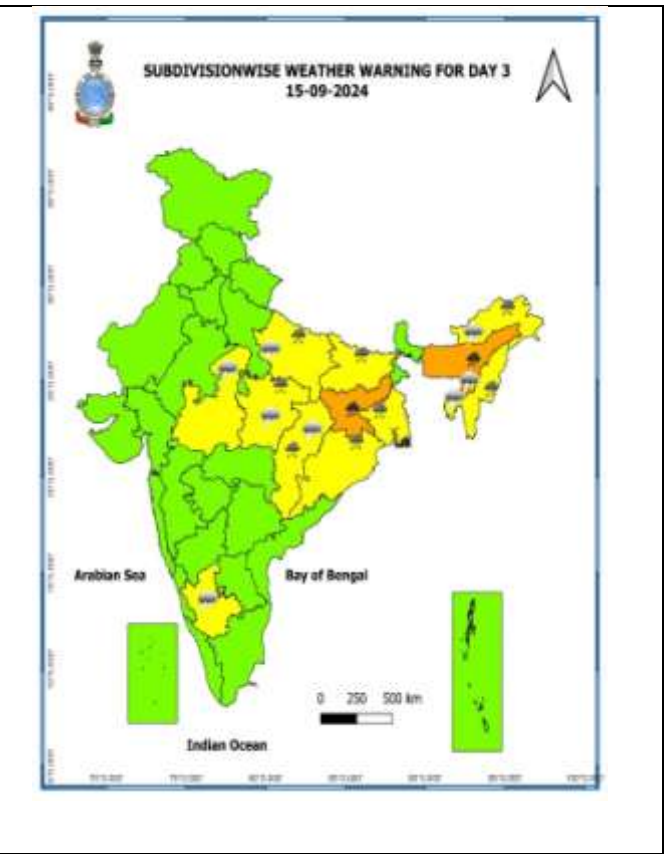 SUBDIVISIONWISE WEATHER WARNING FOR DAY 3
15-09-2024
Arabian Sea
Bay of Bengal
0 250 500 km
Indian Ocean